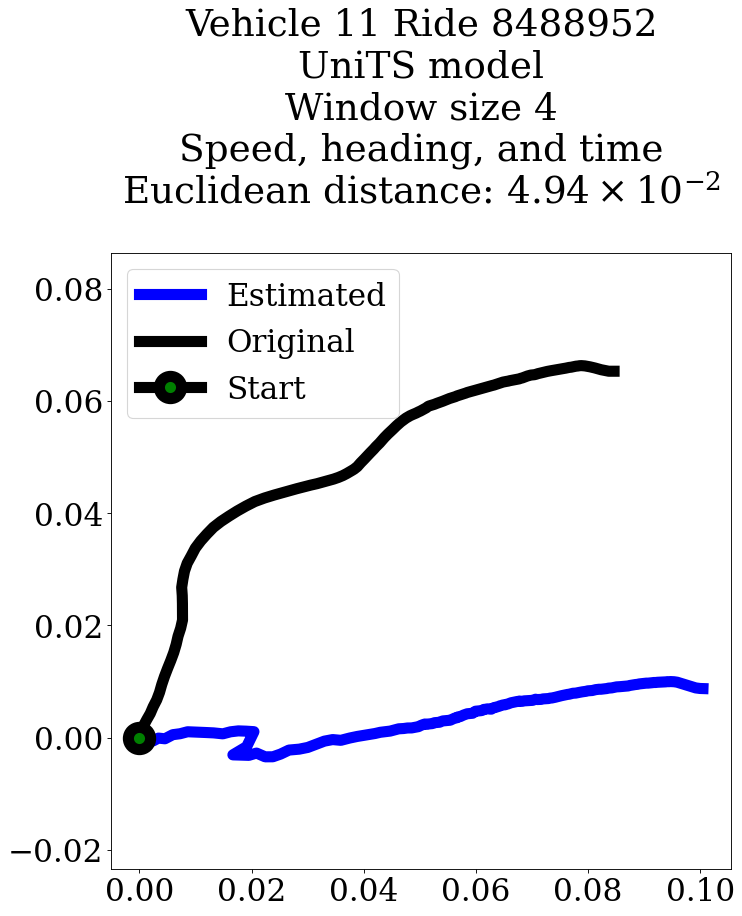 Vehicle 11 Ride 8488952
UniTS model
Window size 4
Speed, heading, and time
Euclidean distance: 4.94 × 10⁻²
Estimated
Original
Start
0.08
0.06
0.04
0.02
0.00
−0.02
0.00 0.02 0.04 0.06 0.08 0.10